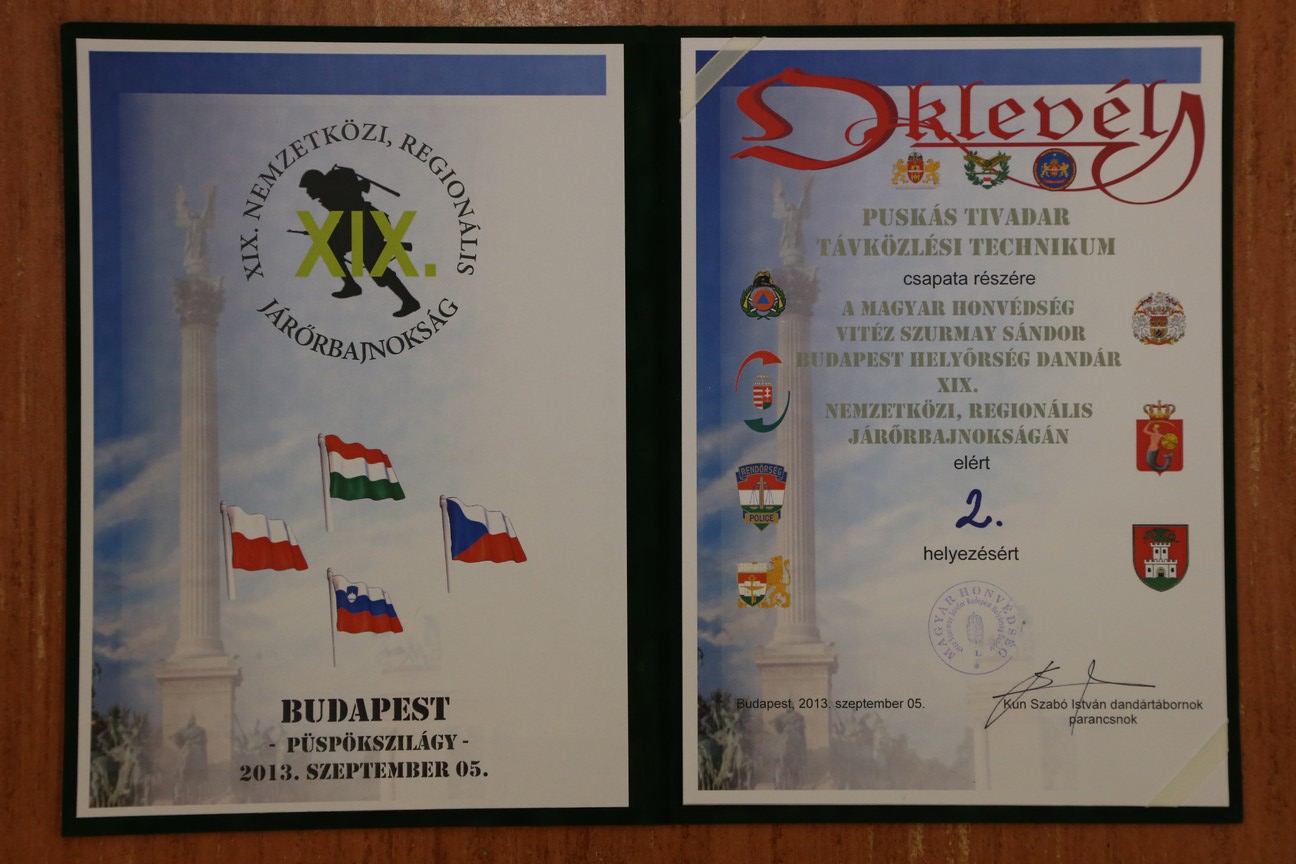 XIX. NEMZETKÖZI, REGIONÁLIS
JÁRŐRBAJNOKSÁG
XIX.
BUDAPEST
- PÜSPÖKSZILÁGY -
2013. SZEPTEMBER 05.
Oklevél
PUSKÁS TIVADAR
TÁVKÖZLÉSI TECHNIKUM
csapata részére
A MAGYAR HONVÉDSÉG
VITÉZ SZURMAY SÁNDOR
BUDAPEST HELYŐRSÉG DANDÁR
XIX.
NEMZETKÖZI, REGIONÁLIS
JÁRŐRBAJNOKSÁGÁN
elért
2.
helyezésért
RENDŐRSÉG
POLICE
MAGYAR HONVÉDSÉG
Budapest, 2013. szeptember 05.
Kun Szabó István dandártábornok
parancsnok